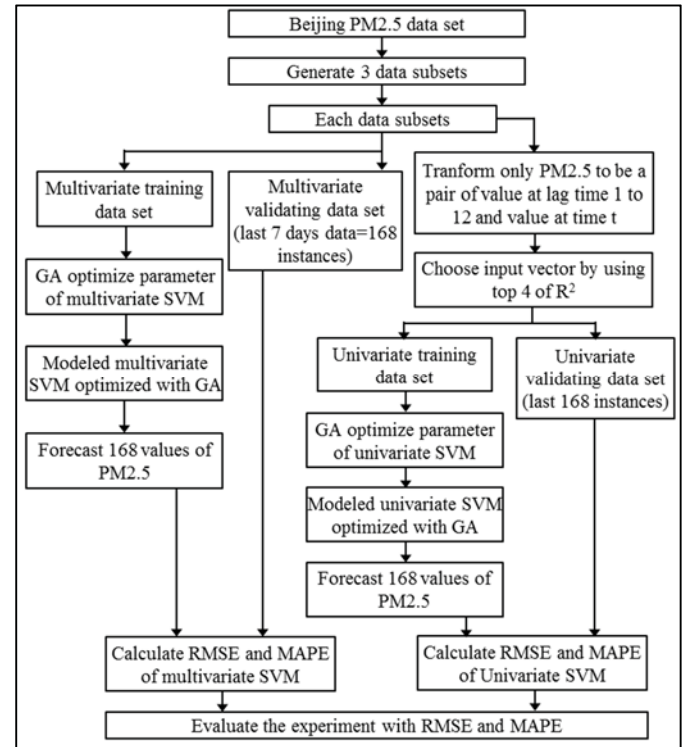 Beijing PM2.5 data set
Generate 3 data subsets
Each data subsets
Multivariate training
data set
GA optimize parameter
of multivariate SVM
Modeled multivariate
SVM optimized with GA
Forecast 168 values of
PM2.5
Multivariate
validating data set
(last 7 days data=168
instances)
Tranform only PM2.5 to be a
pair of value at lag time 1 to
12 and value at time t
Choose input vector by using
top 4 of R²
Univariate training
data set
GA optimize parameter
of univariate SVM
Modeled univariate SVM
optimized with GA
Forecast 168 values of
PM2.5
Univariate
validating data set
(last 168 instances)
Calculate RMSE and MAPE
of multivariate SVM
Calculate RMSE and MAPE
of Univariate SVM
Evaluate the experiment with RMSE and MAPE